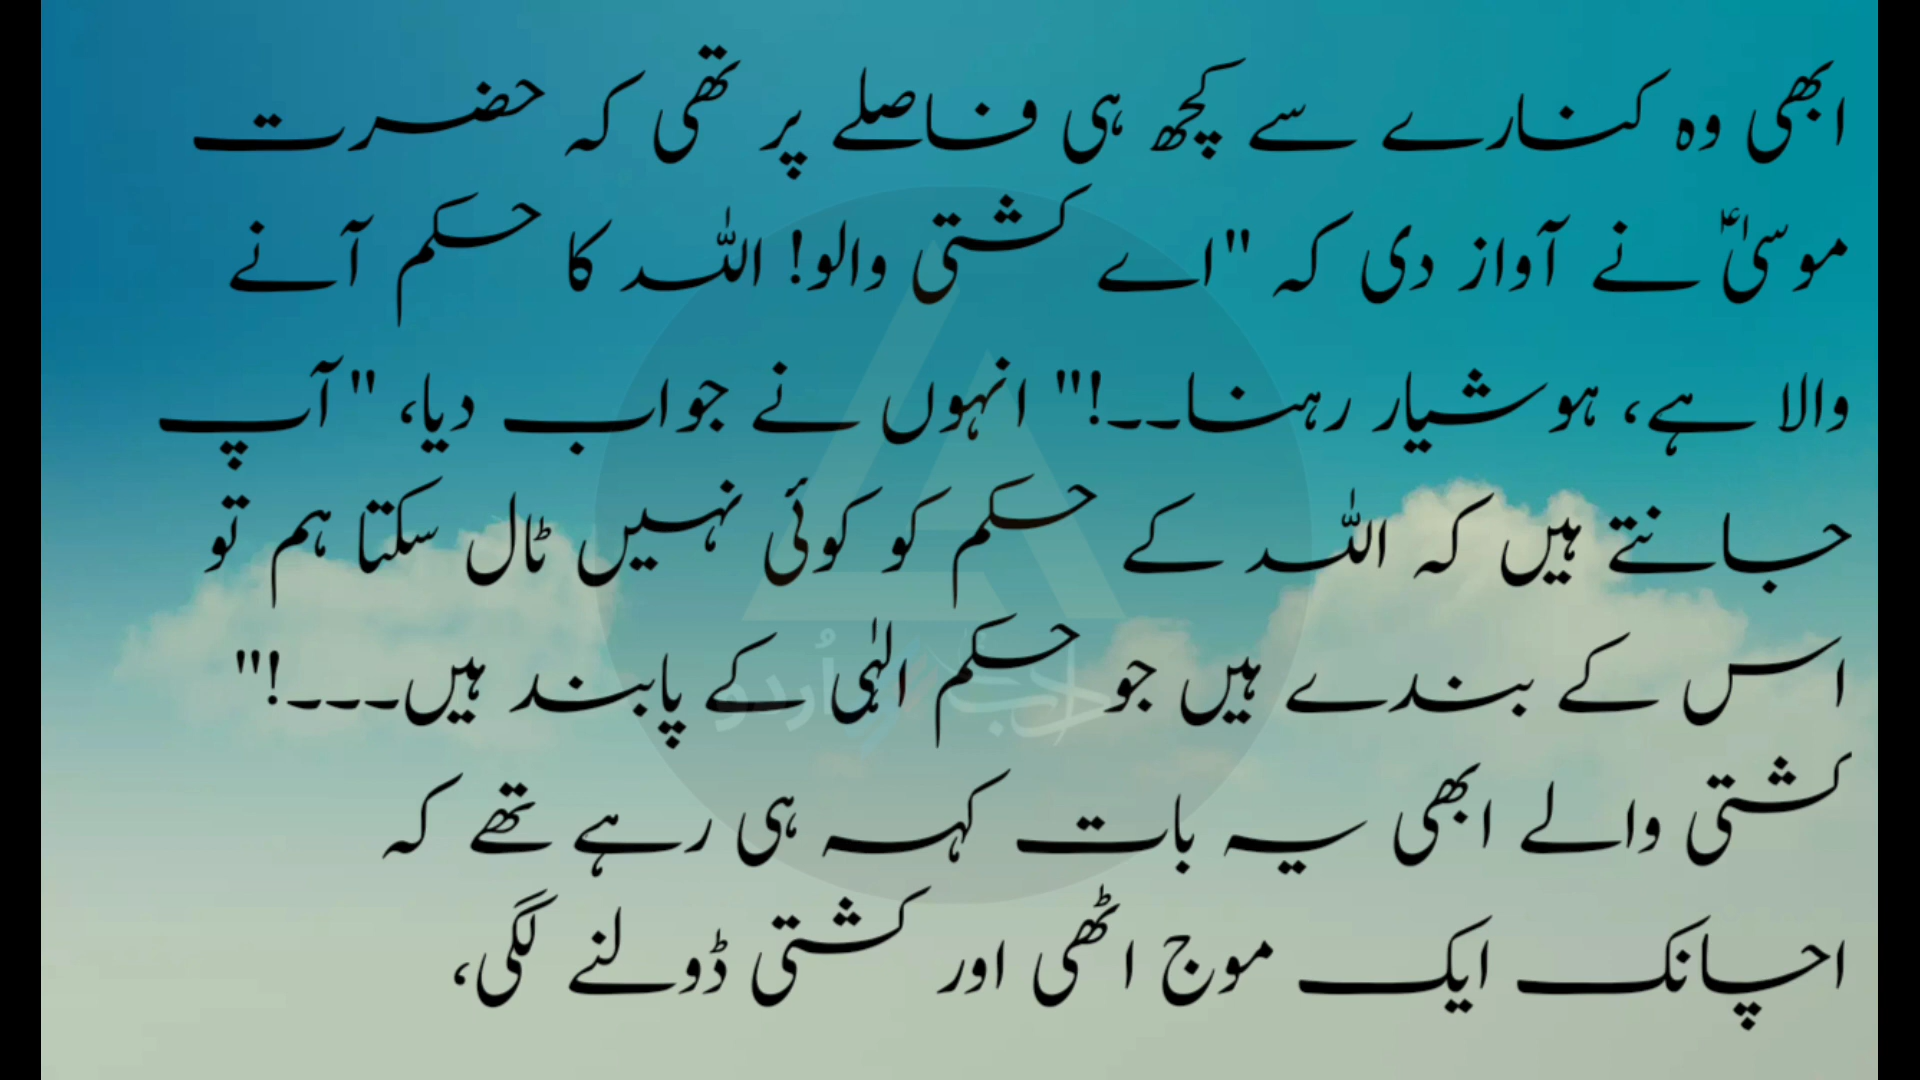 ابھی وہ کنارے سے کچھ ہی فاصلے پر تھی کہ حضرت
موسیٰؑ نے آواز دی کہ "اے کشتی والو! اللہ کا حکم آنے
والا ہے، ہوشیار رہنا۔۔!" انہوں نے جواب دیا، "آپ
جانتے ہیں کہ اللہ کے حکم کو کوئی نہیں ٹال سکتا ہم تو
اس کے بندے ہیں جو حکم الہٰی کے پابند ہیں۔۔۔!"
کشتی والے ابھی یہ بات کہہ ہی رہے تھے کہ
اچانک ایک موج اٹھی اور کشتی ڈولنے لگی،